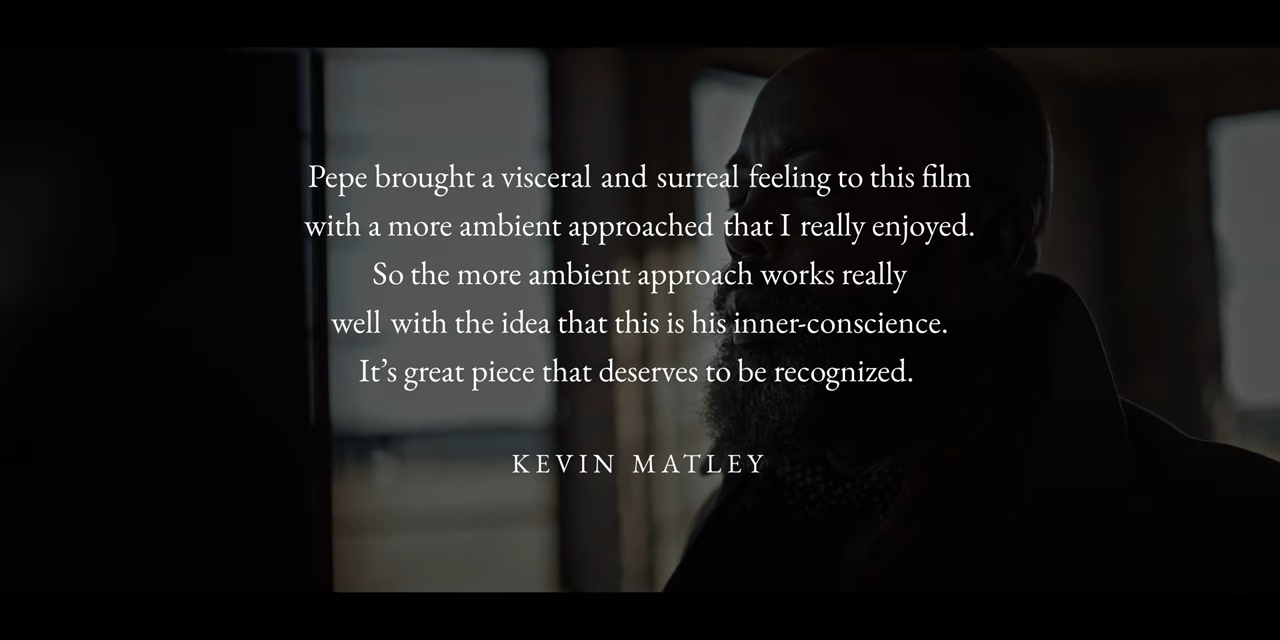 Pepe brought a visceral and surreal feeling to this film
with a more ambient approached that I really enjoyed.
So the more ambient approach works really
well with the idea that this is his inner-conscience.
It’s great piece that deserves to be recognized.
KEVIN MATLEY